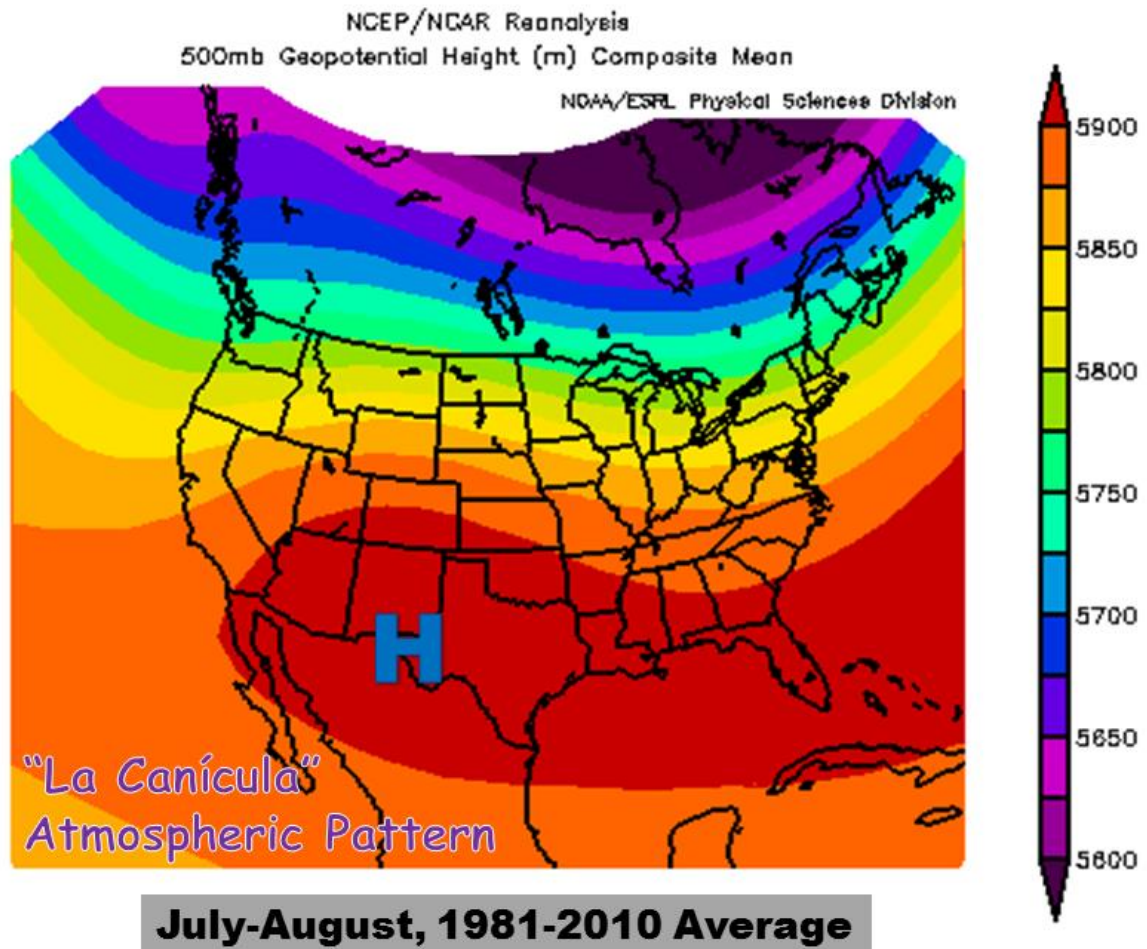 NCEP/NCAR Reanalysis
500mb Geopotential Height (m) Composite Mean
NOAA/ESRL Physical Sciences Division
5900
5850
5800
5750
5700
5650
5600
H
“La Canícula”
Atmospheric Pattern
July-August, 1981-2010 Average